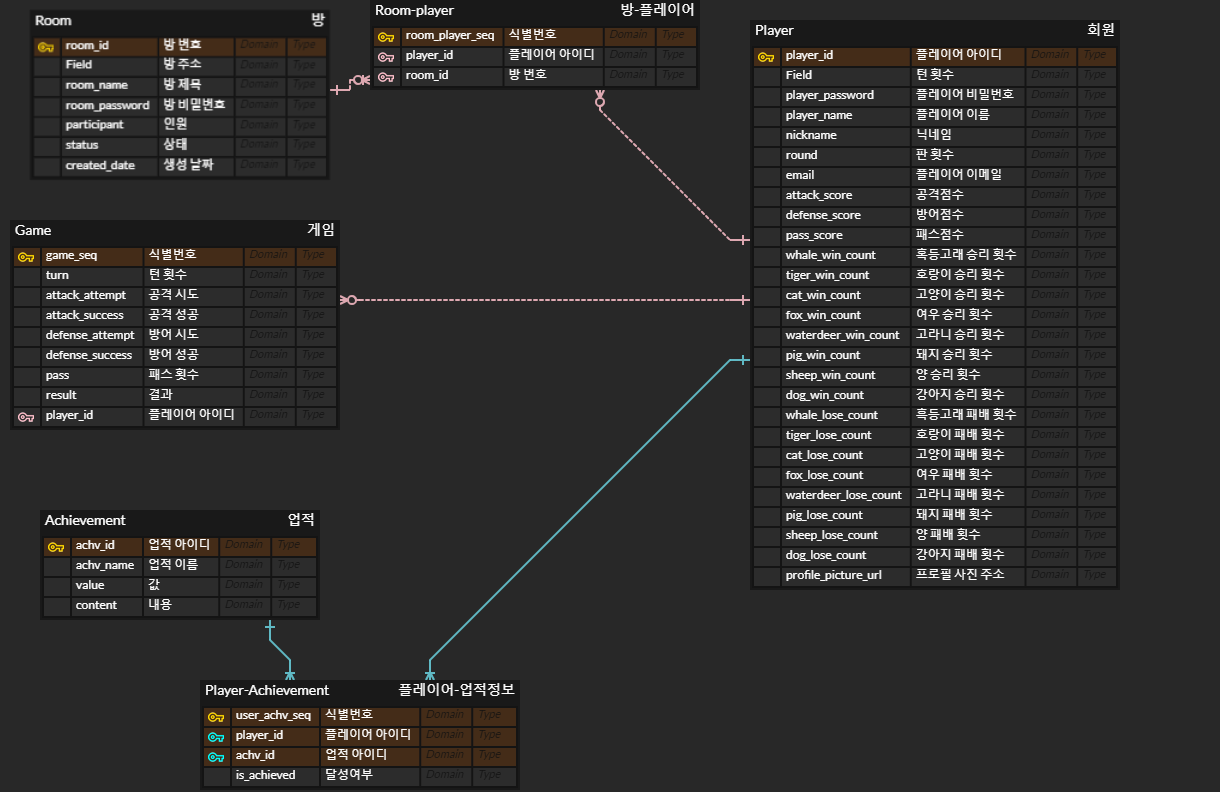 Room 방
room_id 방 번호 Domain Type
Field 방 주소 Domain Type
room_name 방 제목 Domain Type
room_password 방 비밀번호 Domain Type
participant 인원 Domain Type
status 상태 Domain Type
created_date 생성 날짜 Domain Type
Room-player 방-플레이어
room_player_seq 식별번호 Domain Type
player_id 플레이어 아이디 Domain Type
room_id 방 번호 Domain Type
Player 회원
player_id 플레이어 아이디 Domain Type
Field 턴 횟수 Domain Type
player_password 플레이어 비밀번호 Domain Type
player_name 플레이어 이름 Domain Type
nickname 닉네임 Domain Type
round 판 횟수 Domain Type
email 플레이어 이메일 Domain Type
attack_score 공격점수 Domain Type
defense_score 방어점수 Domain Type
pass_score 패스점수 Domain Type
whale_win_count 혹등고래 승리 횟수 Domain Type
tiger_win_count 호랑이 승리 횟수 Domain Type
cat_win_count 고양이 승리 횟수 Domain Type
fox_win_count 여우 승리 횟수 Domain Type
waterdeer_win_count 고라니 승리 횟수 Domain Type
pig_win_count 돼지 승리 횟수 Domain Type
sheep_win_count 양 승리 횟수 Domain Type
dog_win_count 강아지 승리 횟수 Domain Type
whale_lose_count 혹등고래 패배 횟수 Domain Type
tiger_lose_count 호랑이 패배 횟수 Domain Type
cat_lose_count 고양이 패배 횟수 Domain Type
fox_lose_count 여우 패배 횟수 Domain Type
waterdeer_lose_count 고라니 패배 횟수 Domain Type
pig_lose_count 돼지 패배 횟수 Domain Type
sheep_lose_count 양 패배 횟수 Domain Type
dog_lose_count 강아지 패배 횟수 Domain Type
profile_picture_url 프로필 사진 주소 Domain Type
Game 게임
game_seq 식별번호 Domain Type
turn 턴 횟수 Domain Type
attack_attempt 공격 시도 Domain Type
attack_success 공격 성공 Domain Type
defense_attempt 방어 시도 Domain Type
defense_success 방어 성공 Domain Type
pass 패스 횟수 Domain Type
result 결과 Domain Type
player_id 플레이어 아이디 Domain Type
Achievement 업적
achv_id 업적 아이디 Domain Type
achv_name 업적 이름 Domain Type
value 값 Domain Type
content 내용 Domain Type
Player-Achievement 플레이어-업적정보
user_achv_seq 식별번호 Domain Type
player_id 플레이어 아이디 Domain Type
achv_id 업적 아이디 Domain Type
is_achieved 달성여부 Domain Type